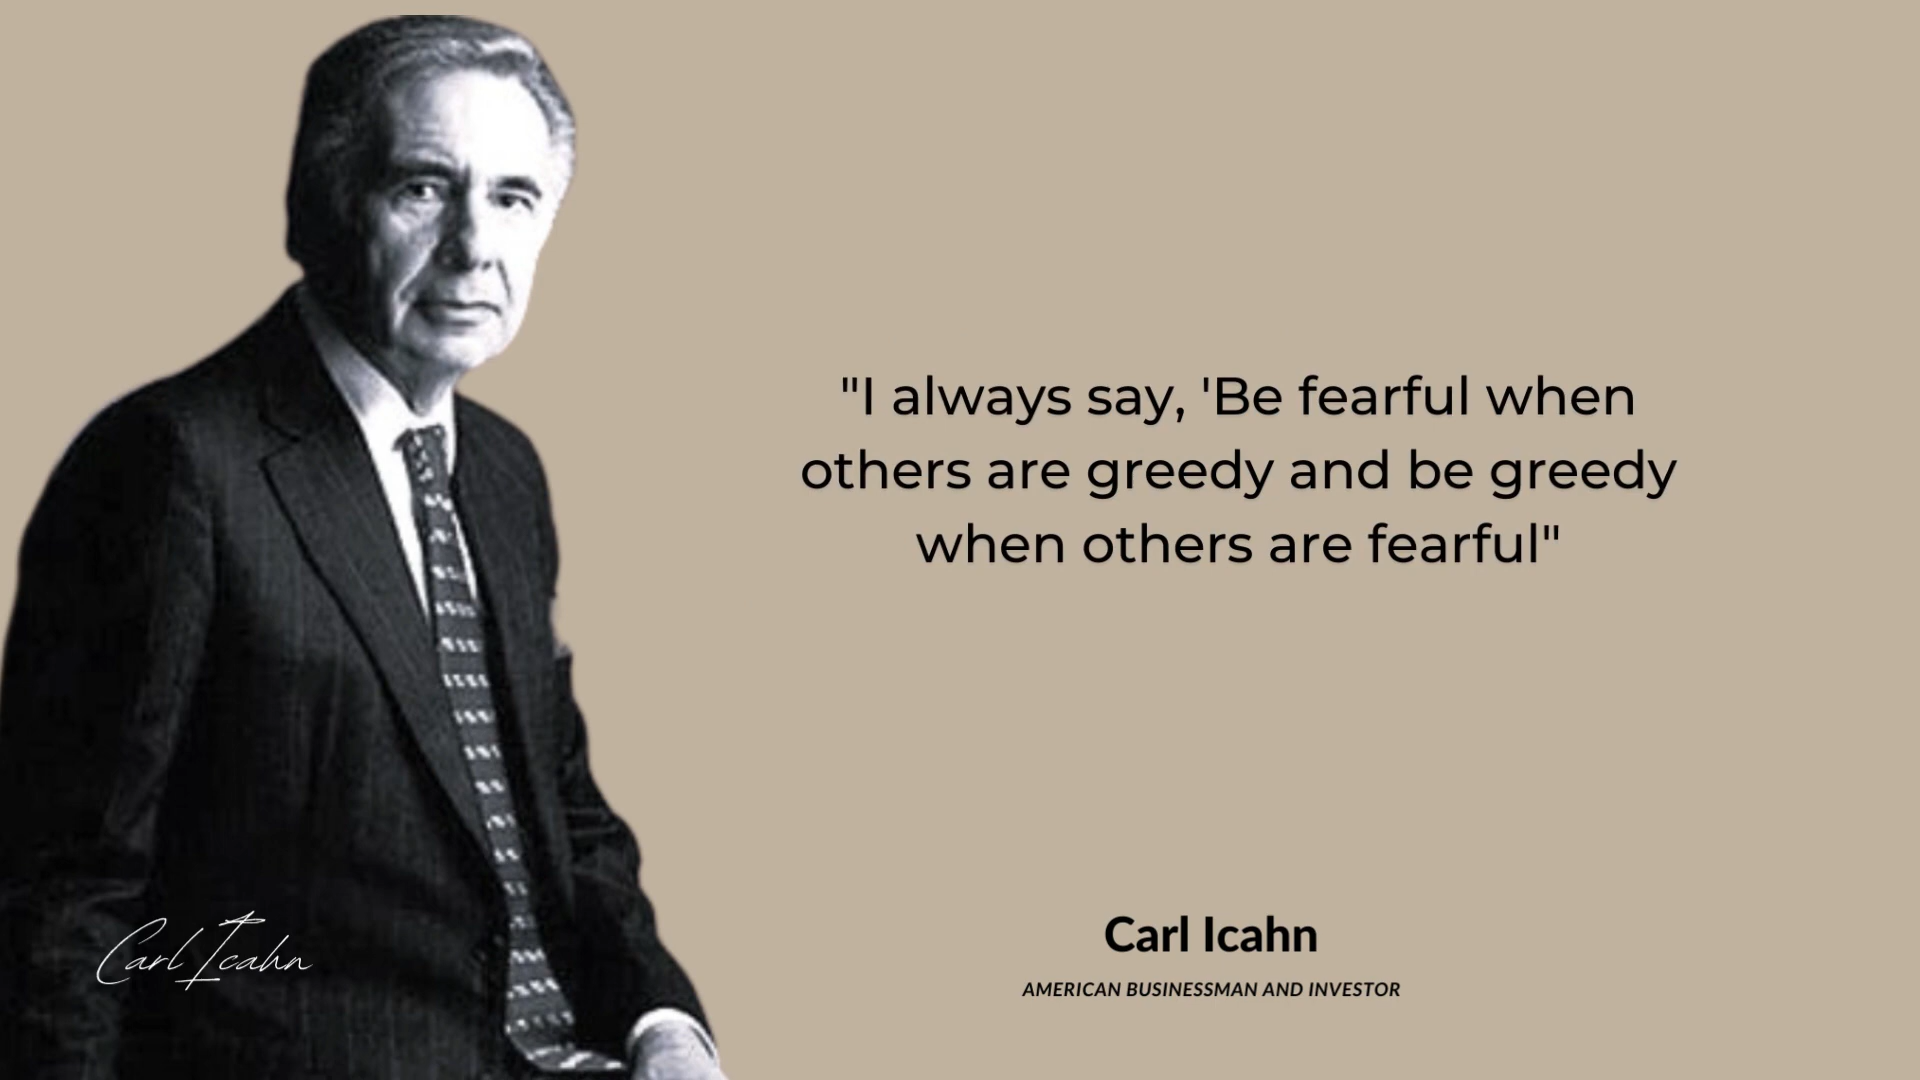 "I always say, 'Be fearful when
others are greedy and be greedy
when others are fearful"
Carl Icahn
Carl Icahn
AMERICAN BUSINESSMAN AND INVESTOR